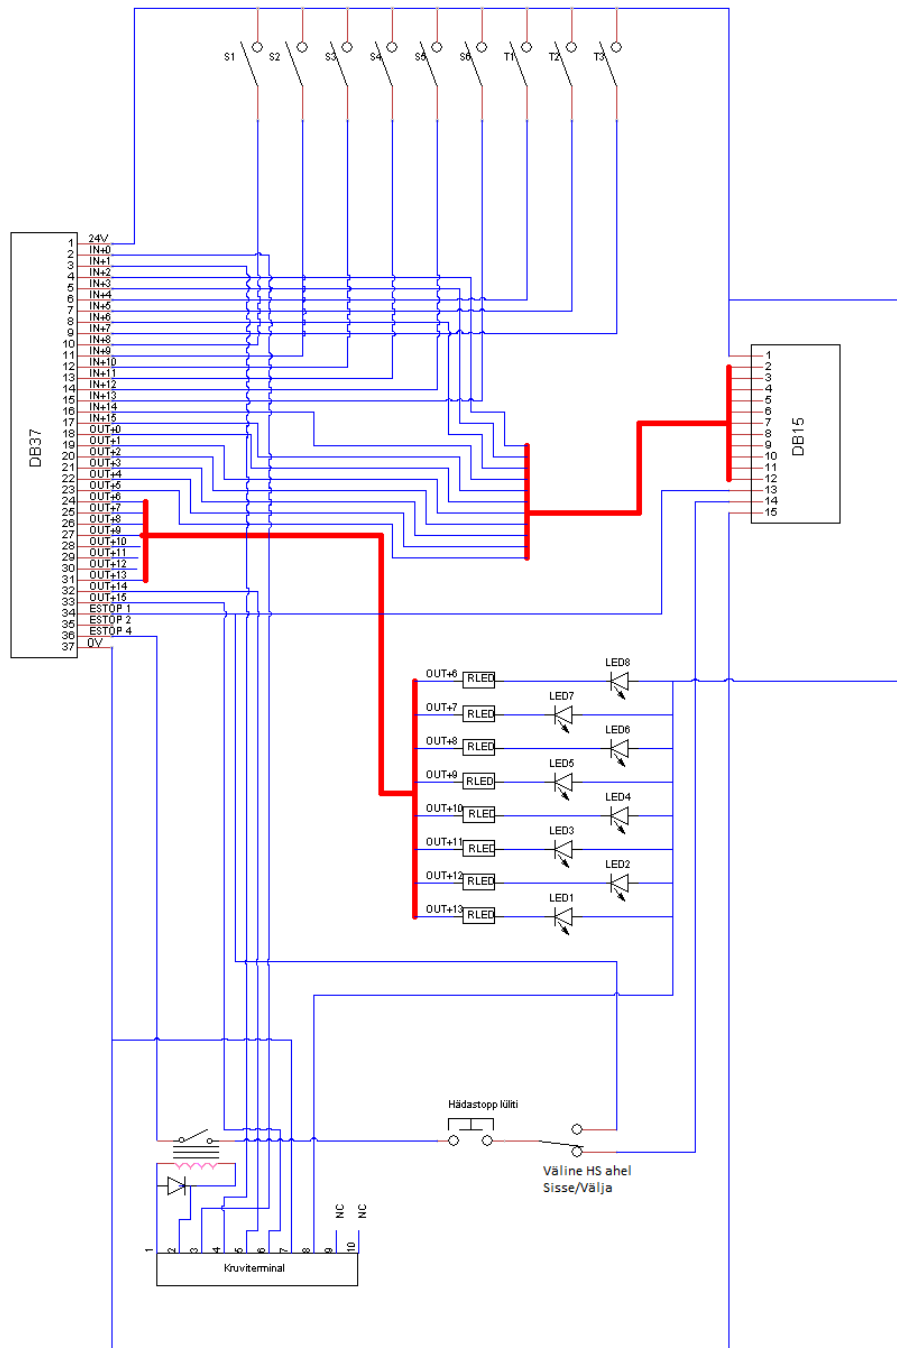 S1 S2 S3 S4 S5 S6 T1 T2 T3
DB37
1 24V
2 IN+0
3 IN+1
4 IN+2
5 IN+3
6 IN+4
7 IN+5
8 IN+6
9 IN+7
10 IN+8
11 IN+9
12 IN+10
13 IN+11
14 IN+12
15 IN+13
16 IN+14
17 IN+15
18 OUT+0
19 OUT+1
20 OUT+2
21 OUT+3
22 OUT+4
23 OUT+5
24 OUT+6
25 OUT+7
26 OUT+8
27 OUT+9
28 OUT+10
29 OUT+11
30 OUT+12
31 OUT+13
32 OUT+14
33 OUT+15
34 ESTOP 1
35 ESTOP 2
36 ESTOP 4
37 0V
1
2
3
4
5
6
7
8
9
10
11
12
13
14
15
DB15
OUT+6 RLED LED8
OUT+7 RLED LED7
OUT+8 RLED LED6
OUT+9 RLED LED5
OUT+10 RLED LED4
OUT+11 RLED LED3
OUT+12 RLED LED2
OUT+13 RLED LED1
Hädastopp lüliti
Väline HS ahel
Sisse/Välja
NC NC
1 2 3 4 5 6 7 8 9 10
Kruviterminal